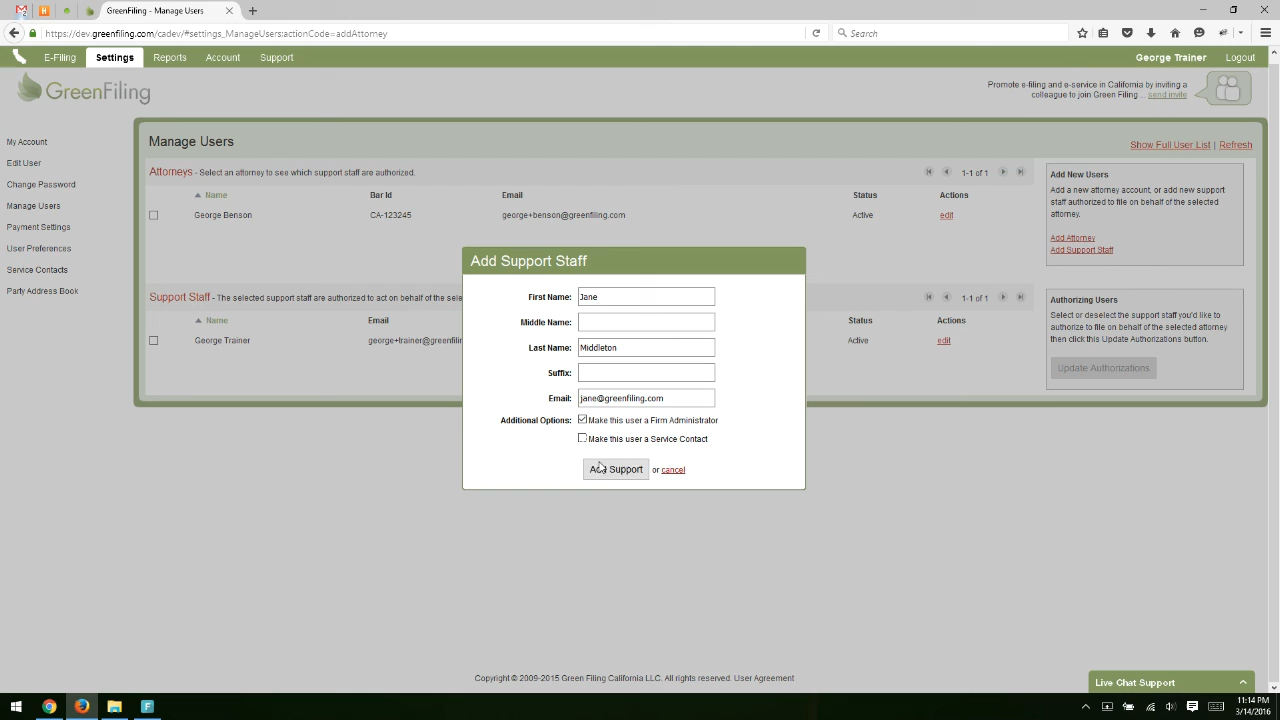 GreenFiling - Manage Users
https://dev.greenfiling.com/cadev/#settings_ManageUsers;actionCode=addAttorney
Search
E-Filing Settings Reports Account Support George Trainer Logout
GreenFiling
Promote e-filing and e-service in California by inviting a
colleague to join Green Filing ... send invite
My Account
Edit User
Change Password
Manage Users
Payment Settings
User Preferences
Service Contacts
Party Address Book
Manage Users
Show Full User List | Refresh
Attorneys - Select an attorney to see which support staff are authorized.
1-1 of 1
Name Bar Id Email Status Actions
George Benson CA-123245 george+benson@greenfiling.com Active edit
Support Staff - The selected support staff are authorized to act on behalf of the sele
1-1 of 1
Name Email Status Actions
George Trainer george+trainer@greenfilin Active edit
Add New Users
Add a new attorney account, or add new support
staff authorized to file on behalf of the selected
attorney.
Add Attorney
Add Support Staff
Authorizing Users
Select or deselect the support staff you'd like to
authorize to file on behalf of the selected attorney
then click this Update Authorizations button.
Update Authorizations
Add Support Staff
First Name: Jane
Middle Name:
Last Name: Middleton
Suffix:
Email: jane@greenfiling.com
Additional Options: Make this user a Firm Administrator
Make this user a Service Contact
Add Support or cancel
Copyright © 2009-2015 Green Filing California LLC. All rights reserved. User Agreement
Live Chat Support
11:14 PM
3/14/2016